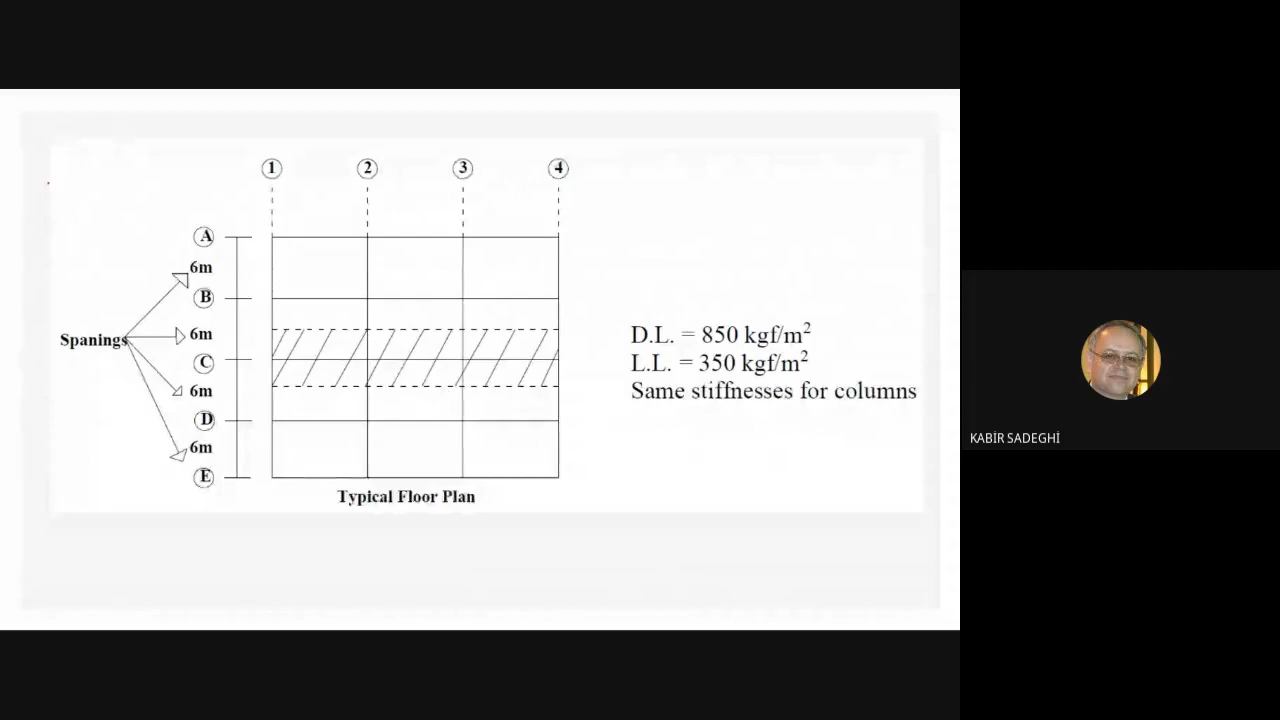 1 2 3 4
A
6m
B
Spanings 6m
C
6m
D
6m
E
Typical Floor Plan
D.L. = 850 kgf/m²
L.L. = 350 kgf/m²
Same stiffnesses for columns
KABİR SADEGHİ